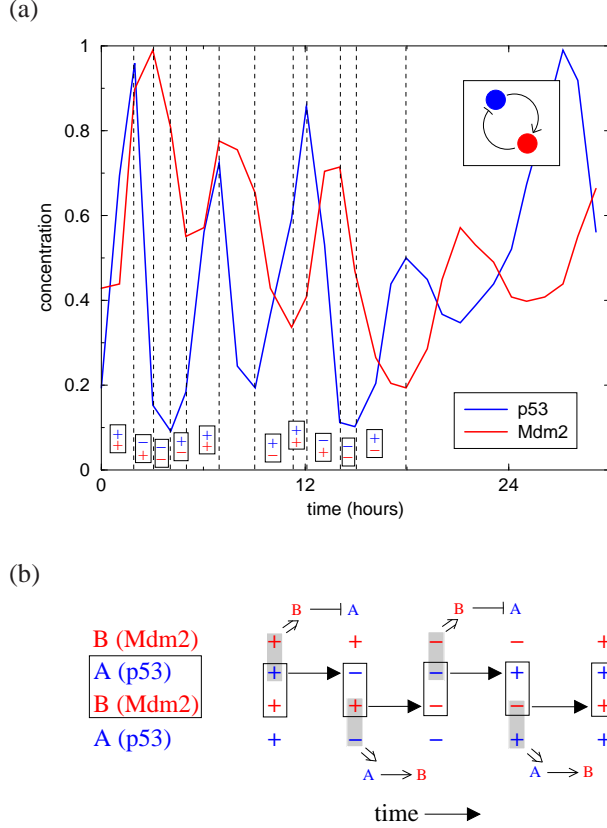 (a)
1
0.8
0.6
0.4
0.2
0
concentration
0 12 24
time (hours)
p53
Mdm2
+ − − + + + + − − +
+ + − − + − + + − −
(b)
B A B A
B (Mdm2) + + − − +
A (p53) + − − + +
B (Mdm2) + + − − +
A (p53) + − − + +
A B A B
time